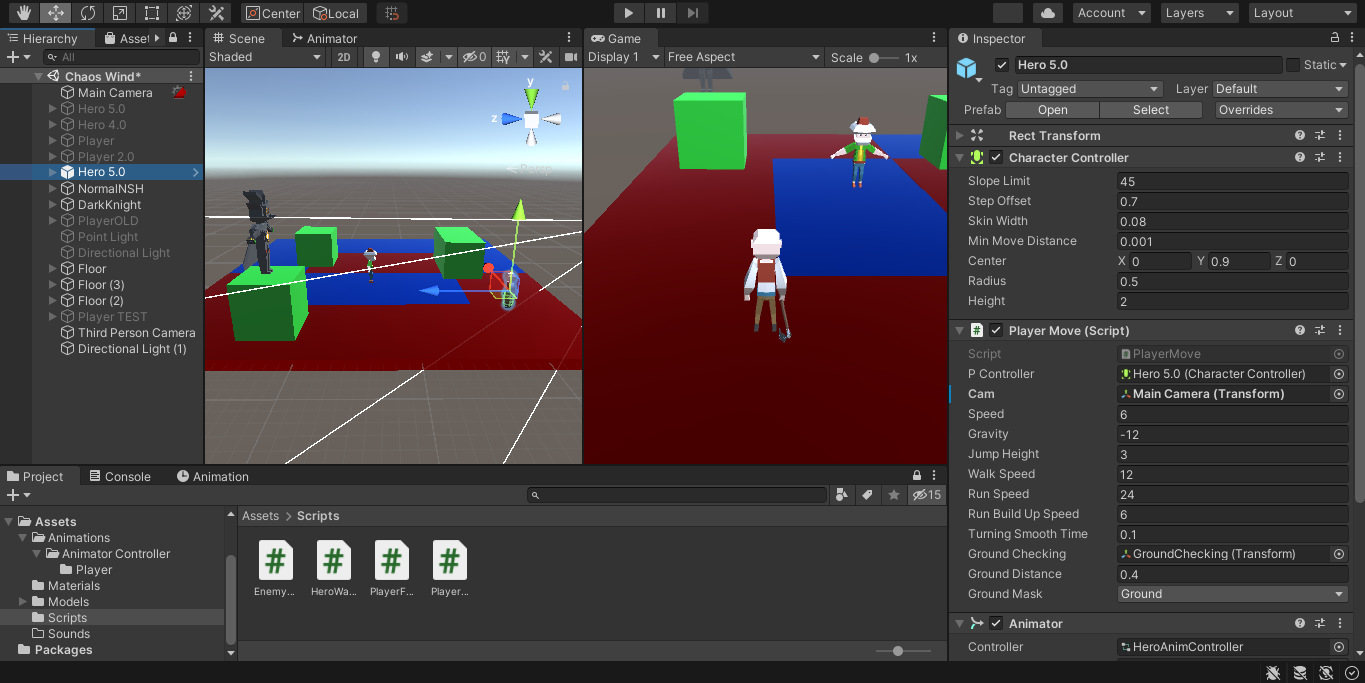 Center
Local
Account
Layers
Layout
Hierarchy
Asset
All
Chaos Wind*
Main Camera
Hero 5.0
Hero 4.0
Player
Player 2.0
Hero 5.0
NormalNSH
DarkKnight
PlayerOLD
Point Light
Directional Light
Floor
Floor (3)
Floor (2)
Player TEST
Third Person Camera
Directional Light (1)
Scene
Animator
Shaded
2D
0
y
z
Persp
Game
Display 1
Free Aspect
Scale
1x
Inspector
Hero 5.0
Static
Tag
Untagged
Layer
Default
Prefab
Open
Select
Overrides
Rect Transform
Character Controller
Slope Limit 45
Step Offset 0.7
Skin Width 0.08
Min Move Distance 0.001
Center X 0 Y 0.9 Z 0
Radius 0.5
Height 2
# Player Move (Script)
Script PlayerMove
P Controller Hero 5.0 (Character Controller)
Cam Main Camera (Transform)
Speed 6
Gravity -12
Jump Height 3
Walk Speed 12
Run Speed 24
Run Build Up Speed 6
Turning Smooth Time 0.1
Ground Checking GroundChecking (Transform)
Ground Distance 0.4
Ground Mask Ground
Animator
Controller HeroAnimController
Project
Console
Animation
15
Assets
Animations
Animator Controller
Player
Materials
Models
Scripts
Sounds
Packages
Assets > Scripts
# # # #
Enemy... HeroWa... PlayerF... Player...